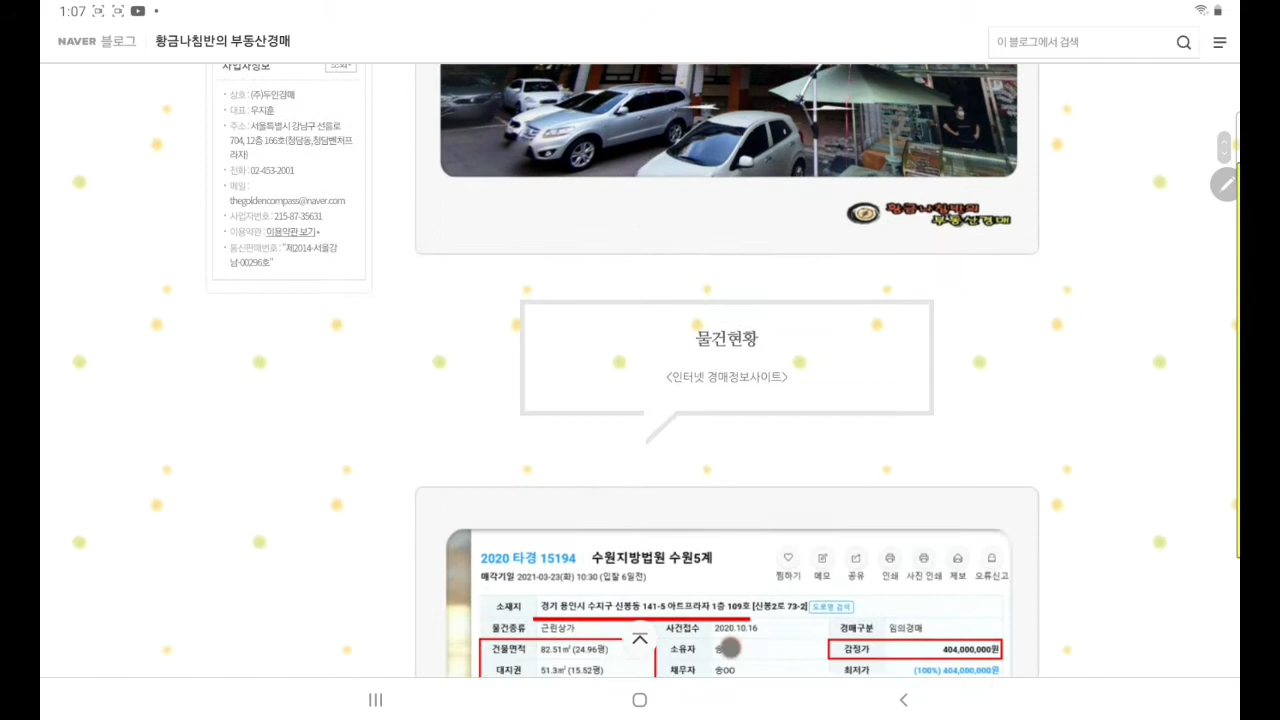 1:07
NAVER 블로그 황금나침반의 부동산경매
이 블로그에서 검색
사업자정보 조회
· 상호 : (주)두인경매
· 대표 : 우지훈
· 주소 : 서울특별시 강남구 선릉로
704, 12층 166호(청담동,청담벤처프
라자)
· 전화 : 02-453-2001
· 메일 :
thegoldencompass@naver.com
· 사업자번호 : 215-87-35631
· 이용약관 : 이용약관 보기
· 통신판매번호 : "제2014-서울강
남-00296호"
황금나침반의
부동산경매
물건현황
<인터넷 경매정보사이트>
2020 타경 15194 수원지방법원 수원5계
매각기일 2021-03-23(화) 10:30 (입찰 6일전)
찜하기 메모 공유 인쇄 사진 인쇄 제보 오류신고
소재지 경기 용인시 수지구 신봉동 141-5 아트프라자 1층 109호 [신봉2로 73-2] 도로명 검색
물건종류 근린상가 사건접수 2020.10.16 경매구분 임의경매
건물면적 82.51㎡ (24.96평) 소유자 송 감정가 404,000,000원
대지권 51.3㎡ (15.52평) 채무자 송OO 최저가 (100%) 404,000,000원